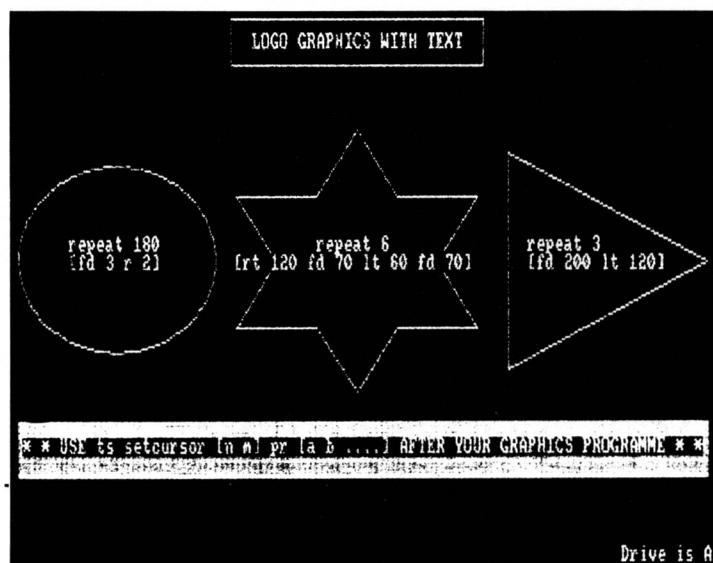 LOGO GRAPHICS WITH TEXT
repeat 180
[fd 3 r 2]
repeat 6
[rt 120 fd 70 lt 60 fd 70]
repeat 3
[fd 200 lt 120]
* * USE ts setcursor [n m] pr [a b ....] AFTER YOUR GRAPHICS PROGRAMME * *
Drive is A